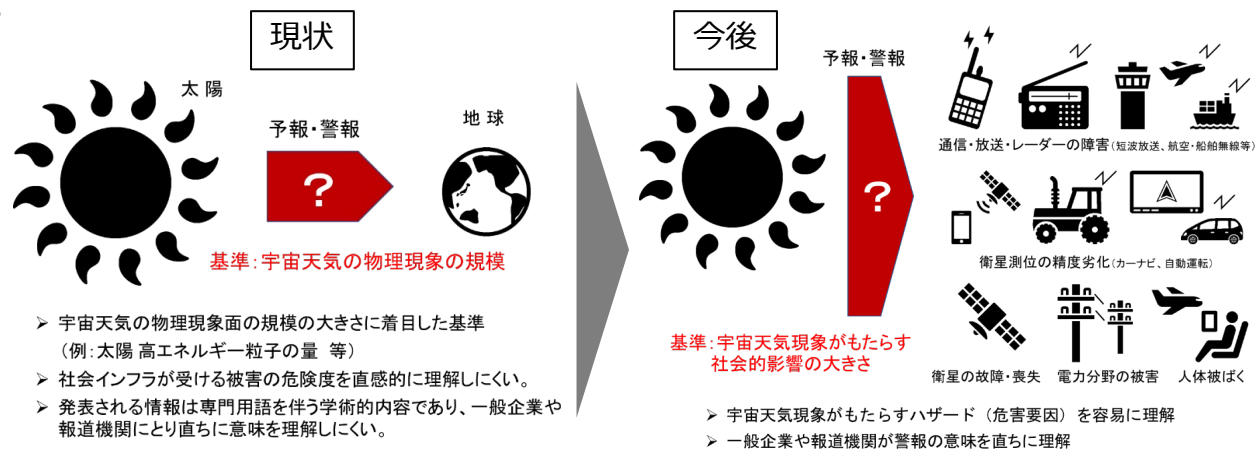 現状
太陽
予報・警報
地球
?
基準:宇宙天気の物理現象の規模
➢ 宇宙天気の物理現象面の規模の大きさに着目した基準
(例:太陽 高エネルギー粒子の量 等)
➢ 社会インフラが受ける被害の危険度を直感的に理解しにくい。
➢ 発表される情報は専門用語を伴う学術的内容であり、一般企業や
報道機関にとり直ちに意味を理解しにくい。
今後
予報・警報
?
基準:宇宙天気現象がもたらす
社会的影響の大きさ
通信・放送・レーダーの障害(短波放送、航空・船舶無線等)
衛星測位の精度劣化(カーナビ、自動運転)
衛星の故障・喪失 電力分野の被害 人体被ばく
➢ 宇宙天気現象がもたらすハザード(危害要因)を容易に理解
➢ 一般企業や報道機関が警報の意味を直ちに理解